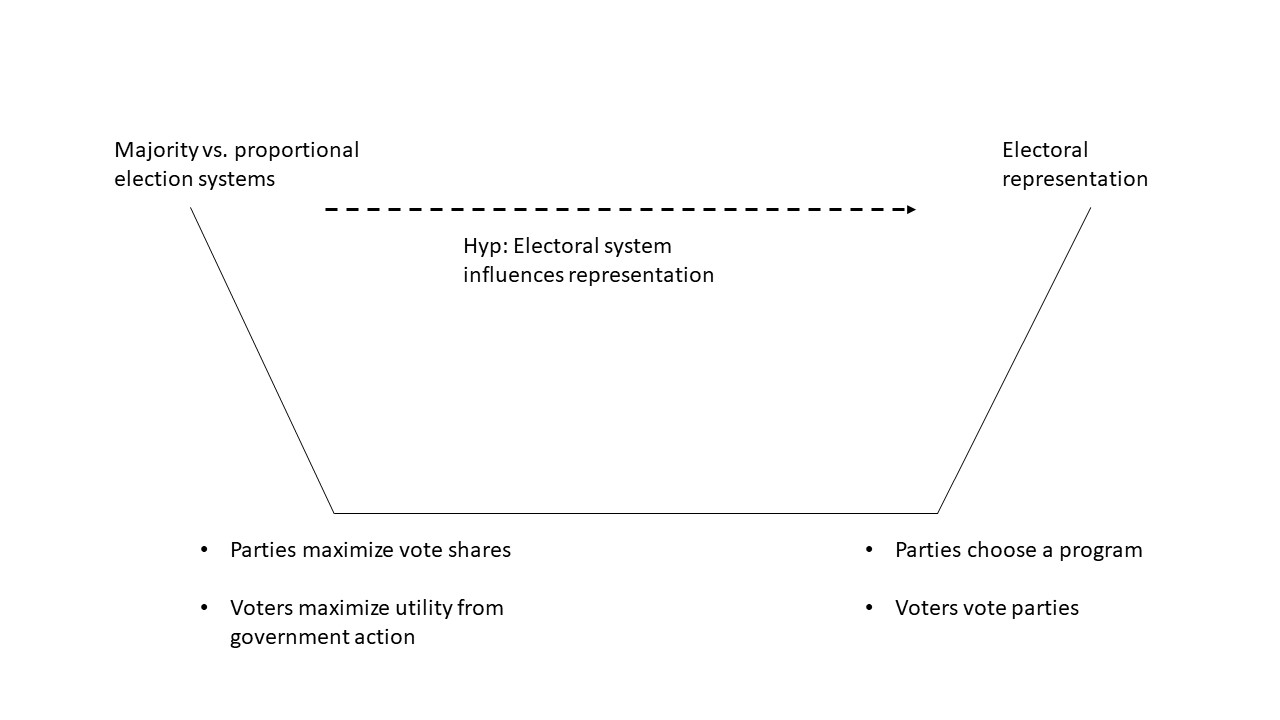 Majority vs. proportional
election systems
Electoral
representation
Hyp: Electoral system
influences representation
• Parties maximize vote shares
• Voters maximize utility from
government action
• Parties choose a program
• Voters vote parties